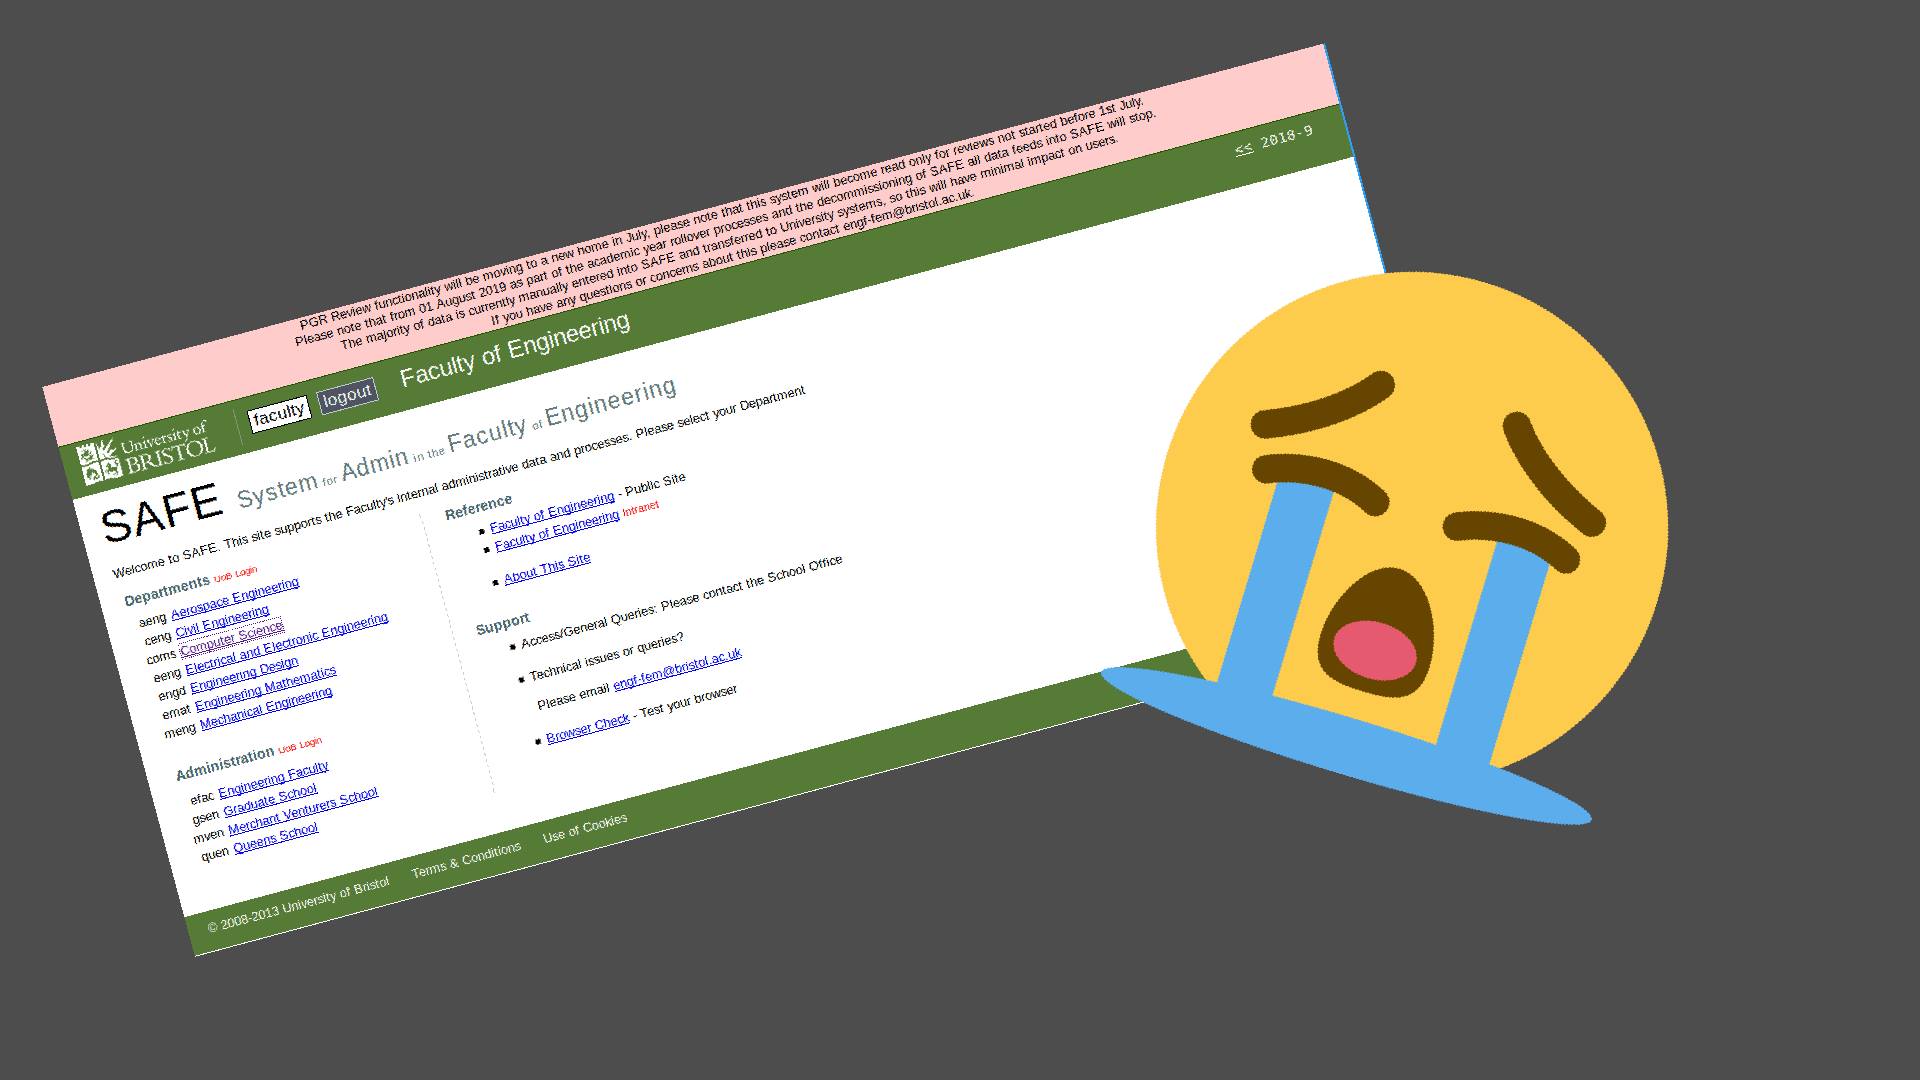 PGR Review functionality will be moving to a new home in July, please note that this system will become read only for reviews not started before 1st July.
Please note that from 01 August 2019 as part of the academic year rollover processes and the decommissioning of SAFE all data feeds into SAFE will stop.
The majority of data is currently manually entered into SAFE and transferred to University systems, so this will have minimal impact on users.
If you have any questions or concerns about this please contact engf-fem@bristol.ac.uk.
University of
BRISTOL
faculty logout Faculty of Engineering
<< 2018-9
SAFE System for Admin in the Faculty of Engineering
Welcome to SAFE. This site supports the Faculty's internal administrative data and processes. Please select your Department
Departments UoB Login
aeng Aerospace Engineering
ceng Civil Engineering
coms Computer Science
eeng Electrical and Electronic Engineering
engd Engineering Design
emat Engineering Mathematics
meng Mechanical Engineering
Administration UoB Login
efac Engineering Faculty
gsen Graduate School
mven Merchant Venturers School
quen Queens School
Reference
Faculty of Engineering - Public Site
Faculty of Engineering Intranet
About This Site
Support
Access/General Queries: Please contact the School Office
Technical issues or queries?
Please email engf-fem@bristol.ac.uk
Browser Check - Test your browser
© 2008-2013 University of Bristol Terms & Conditions Use of Cookies